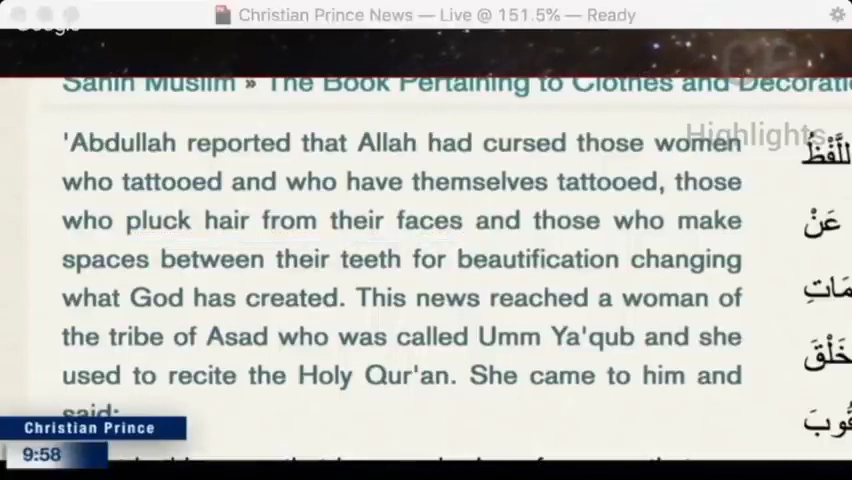 Christian Prince News — Live @ 151.5% — Ready
Google
Sahih Muslim » The Book Pertaining to Clothes and Decoratio
Highlights
'Abdullah reported that Allah had cursed those women
who tattooed and who have themselves tattooed, those
who pluck hair from their faces and those who make
spaces between their teeth for beautification changing
what God has created. This news reached a woman of
the tribe of Asad who was called Umm Ya'qub and she
used to recite the Holy Qur'an. She came to him and
said:
اللَّفْظُ
عَنْ
خَلْقَ
Christian Prince
9:58